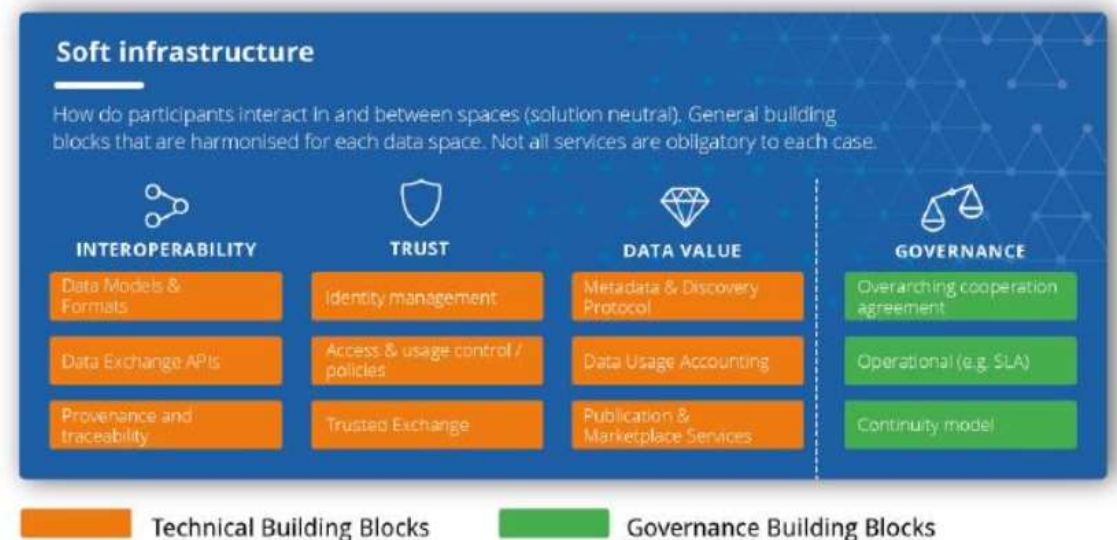 Soft infrastructure
How do participants interact in and between spaces (solution neutral). General building
blocks that are harmonised for each data space. Not all services are obligatory to each case.
INTEROPERABILITY
Data Models &
Formats
Data Exchange APIs
Provenance and
traceability
TRUST
Identity management
Access & usage control /
policies
Trusted Exchange
DATA VALUE
Metadata & Discovery
Protocol
Data Usage Accounting
Publication &
Marketplace Services
GOVERNANCE
Overarching cooperation
agreement
Operational (e.g. SLA)
Continuity model
Technical Building Blocks
Governance Building Blocks